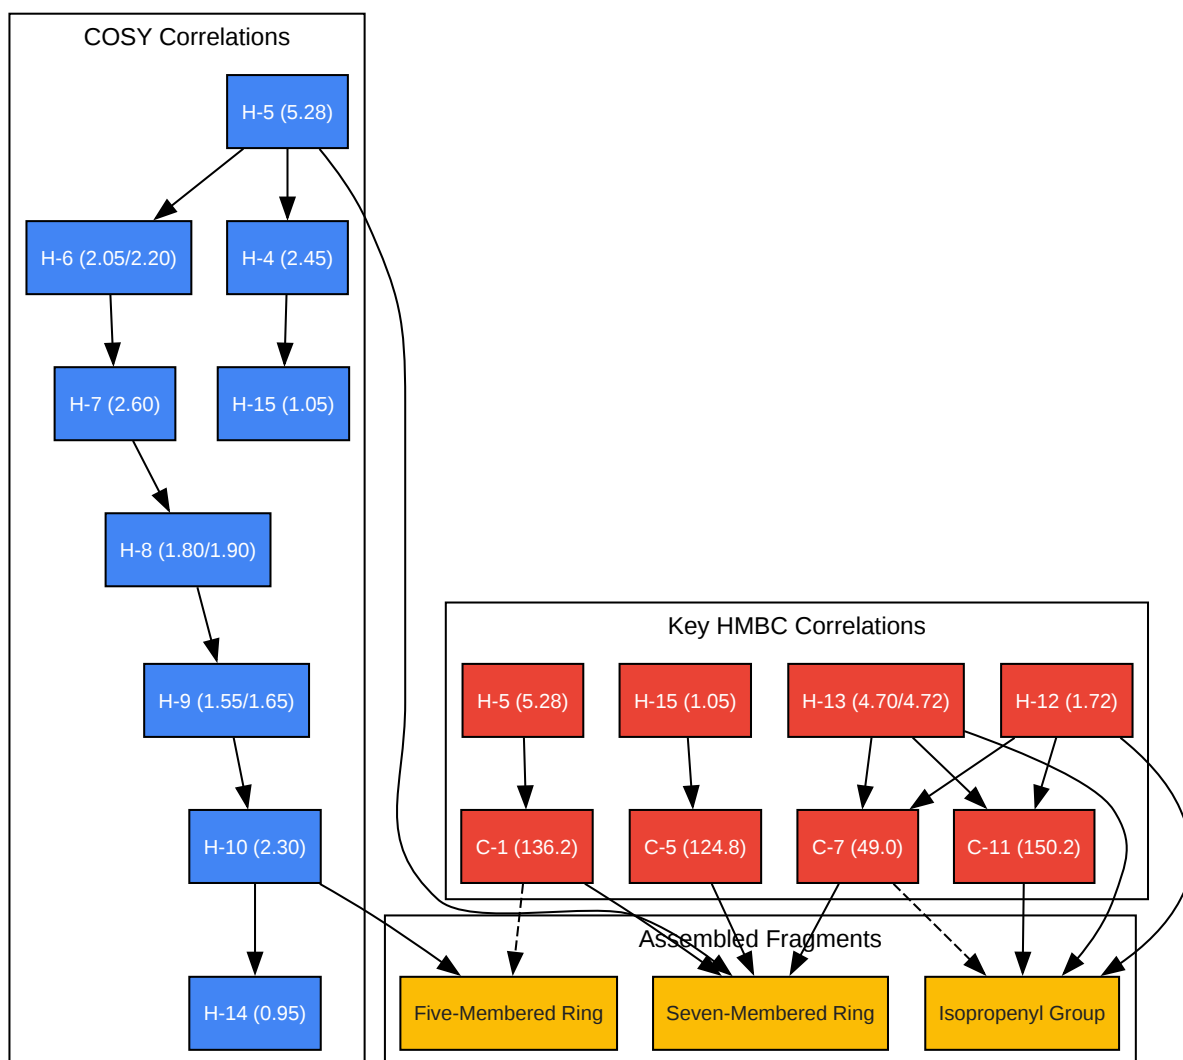 COSY Correlations
H-5 (5.28)
H-6 (2.05/2.20)
H-4 (2.45)
H-7 (2.60)
H-15 (1.05)
H-8 (1.80/1.90)
H-9 (1.55/1.65)
H-10 (2.30)
H-14 (0.95)
Key HMBC Correlations
H-5 (5.28)
H-15 (1.05)
H-13 (4.70/4.72)
H-12 (1.72)
C-1 (136.2)
C-5 (124.8)
C-7 (49.0)
C-11 (150.2)
Assembled Fragments
Five-Membered Ring
Seven-Membered Ring
Isopropenyl Group